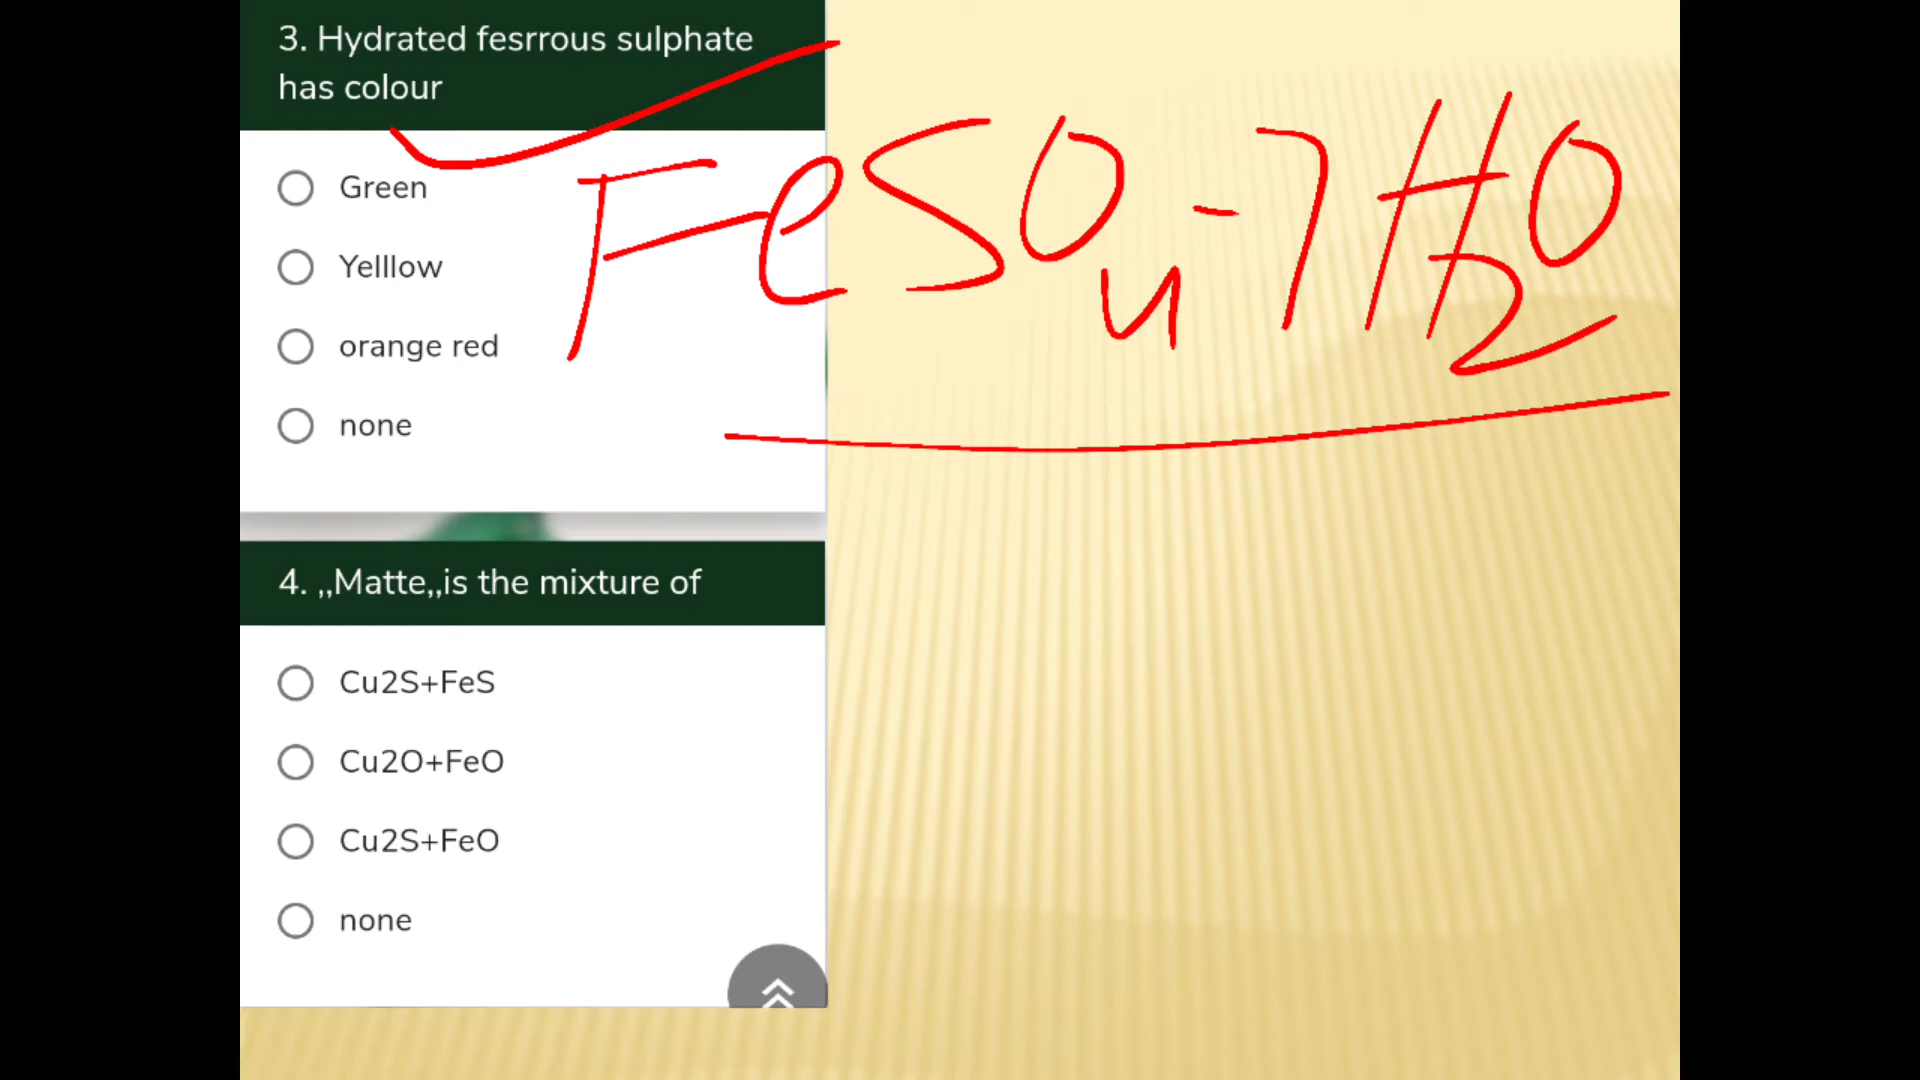 3. Hydrated fesrrous sulphate
has colour
Green
Yelllow
orange red
none
FeSO4-7H2O
4. ,,Matte,,is the mixture of
Cu2S+FeS
Cu2O+FeO
Cu2S+FeO
none